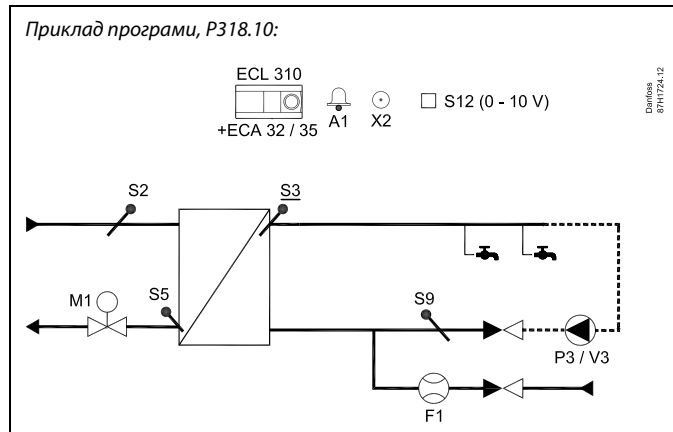 Приклад програми, P318.10:
ECL 310
+ECA 32 / 35
A1
X2
S12 (0 - 10 V)
Danfoss
87H1724.12
S2
S3
M1
S5
S9
P3 / V3
F1